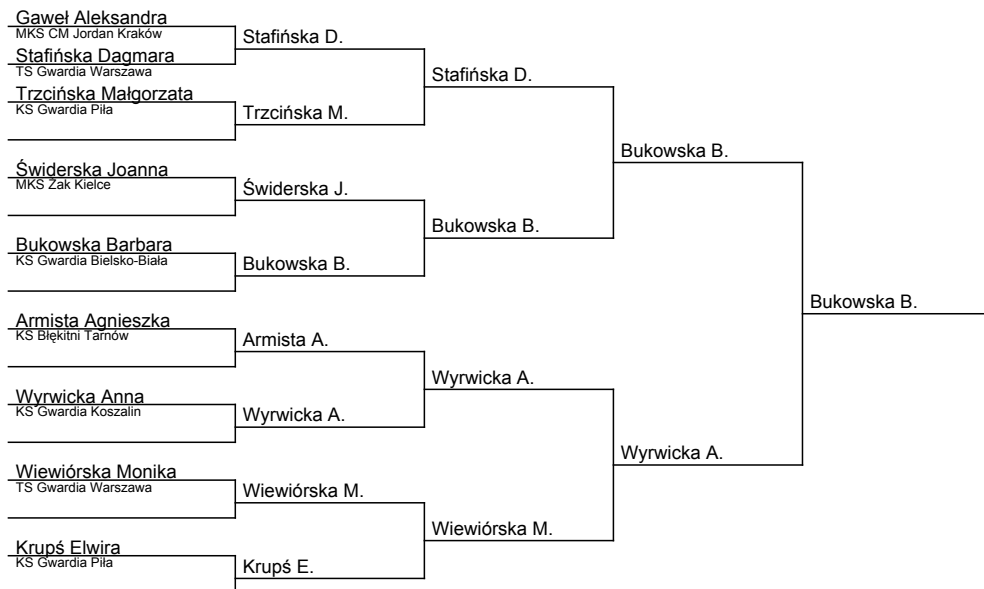 Gaweł Aleksandra
MKS CM Jordan Kraków
Stafińska D.
Stafińska Dagmara
TS Gwardia Warszawa
Stafińska D.
Trzcińska Małgorzata
KS Gwardia Piła
Trzcińska M.
Bukowska B.
Świderska Joanna
MKS Żak Kielce
Świderska J.
Bukowska B.
Bukowska Barbara
KS Gwardia Bielsko-Biała
Bukowska B.
Bukowska B.
Armista Agnieszka
KS Błękitni Tarnów
Armista A.
Wyrwicka A.
Wyrwicka Anna
KS Gwardia Koszalin
Wyrwicka A.
Wyrwicka A.
Wiewiórska Monika
TS Gwardia Warszawa
Wiewiórska M.
Wiewiórska M.
Krupś Elwira
KS Gwardia Piła
Krupś E.